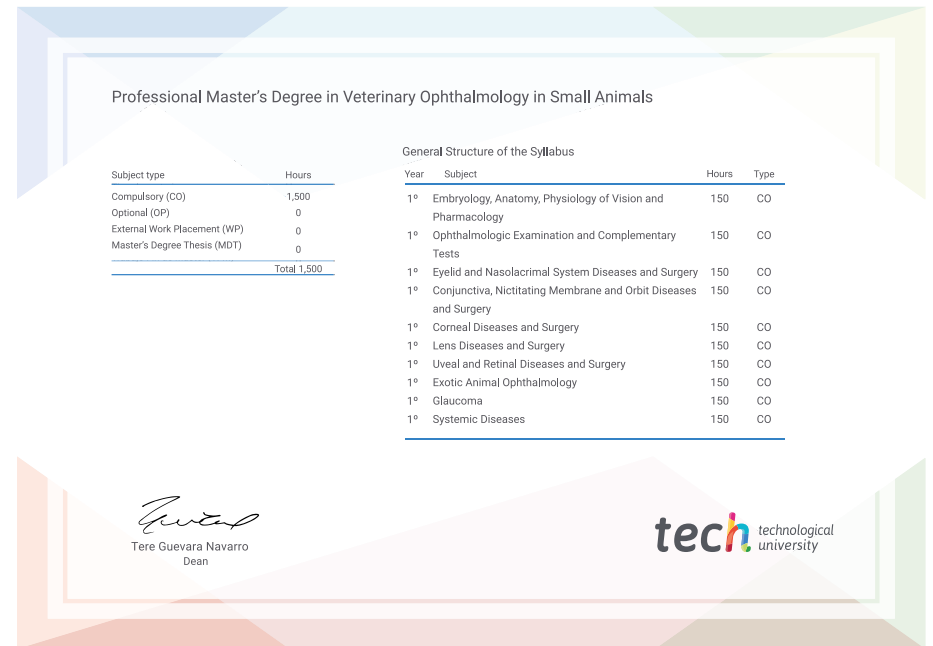 Professional Master's Degree in Veterinary Ophthalmology in Small Animals
Subject type Hours
Compulsory (CO) 1,500
Optional (OP) 0
External Work Placement (WP) 0
Master's Degree Thesis (MDT) 0
Total 1,500
General Structure of the Syllabus
Year Subject Hours Type
1º Embryology, Anatomy, Physiology of Vision and 150 CO
Pharmacology
1º Ophthalmologic Examination and Complementary 150 CO
Tests
1º Eyelid and Nasolacrimal System Diseases and Surgery 150 CO
1º Conjunctiva, Nictitating Membrane and Orbit Diseases 150 CO
and Surgery
1º Corneal Diseases and Surgery 150 CO
1º Lens Diseases and Surgery 150 CO
1º Uveal and Retinal Diseases and Surgery 150 CO
1º Exotic Animal Ophthalmology 150 CO
1º Glaucoma 150 CO
1º Systemic Diseases 150 CO
Tere Guevara Navarro
Dean
tech technological
university